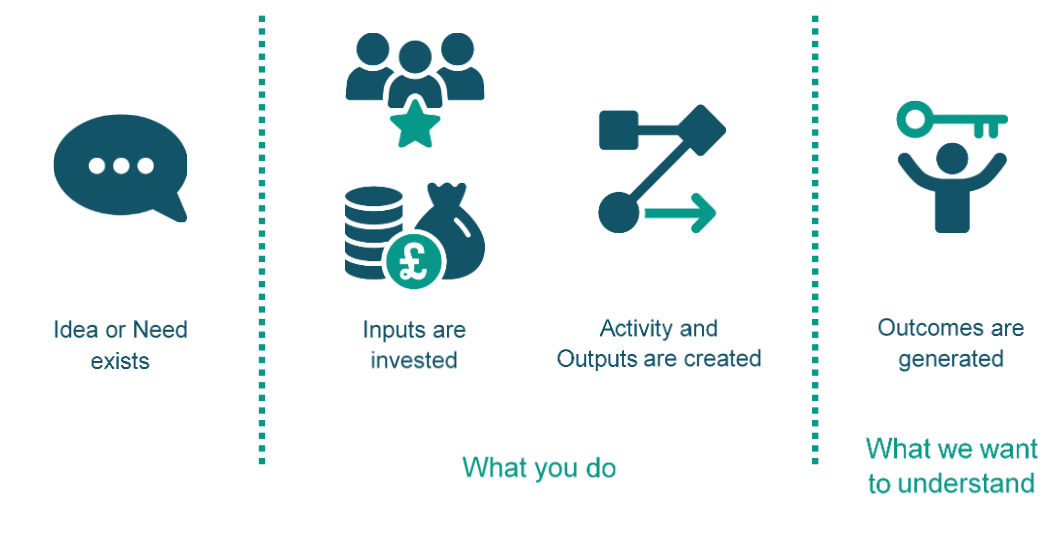 £
Idea or Need
exists
Inputs are
invested
Activity and
Outputs are created
Outcomes are
generated
What you do
What we want
to understand